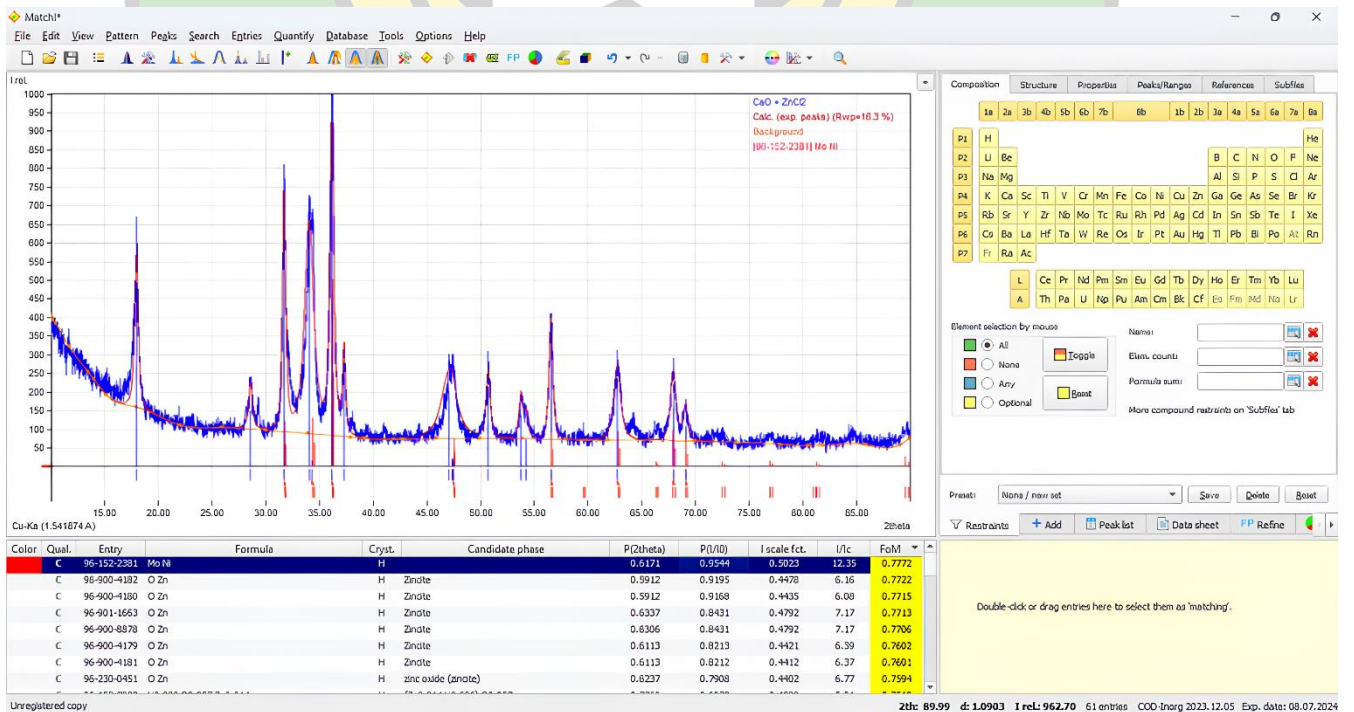 Match!*
File Edit View Pattern Peaks Search Entries Quantify Database Tools Options Help
FP
I rel.
CaO + ZnCl2
Calc. (exp. peaks) (Rwp=16.3 %)
Background
[96-152-2381] Mo Ni
1000
950
900
850
800
750
700
650
600
550
500
450
400
350
300
250
200
150
100
50
15.00 20.00 25.00 30.00 35.00 40.00 45.00 50.00 55.00 60.00 65.00 70.00 75.00 80.00 85.00
Cu-Ka (1.541874 A) 2theta
Composition Structure Properties Peaks/Ranges References Subfiles
1a 2a 3b 4b 5b 6b 7b 8b 1b 2b 3a 4a 5a 6a 7a 8a
P1 H He
P2 Li Be B C N O F Ne
P3 Na Mg Al Si P S Cl Ar
P4 K Ca Sc Ti V Cr Mn Fe Co Ni Cu Zn Ga Ge As Se Br Kr
P5 Rb Sr Y Zr Nb Mo Tc Ru Rh Pd Ag Cd In Sn Sb Te I Xe
P6 Cs Ba La Hf Ta W Re Os Ir Pt Au Hg Tl Pb Bi Po At Rn
P7 Fr Ra Ac
L Ce Pr Nd Pm Sm Eu Gd Tb Dy Ho Er Tm Yb Lu
A Th Pa U Np Pu Am Cm Bk Cf Es Fm Md No Lr
Element selection by mouse
All
None
Any
Optional
Toggle
Reset
Name:
Elem. count:
Formula sum:
More compound restraints on 'Subfiles' tab
Preset: None / new set Save Delete Reset
Restraints + Add Peak list Data sheet FP Refine
Color Qual. Entry Formula Cryst. Candidate phase P(2theta) P(I/I0) I scale fct. I/Ic FoM
C 96-152-2381 Mo Ni H 0.6171 0.9544 0.5023 12.35 0.7772
C 96-900-4182 O Zn H Zincite 0.5912 0.9195 0.4478 6.16 0.7722
C 96-900-4180 O Zn H Zincite 0.5912 0.9168 0.4435 6.08 0.7715
C 96-901-1663 O Zn H Zincite 0.6337 0.8431 0.4792 7.17 0.7713
C 96-900-8878 O Zn H Zincite 0.6306 0.8431 0.4792 7.17 0.7706
C 96-900-4179 O Zn H Zincite 0.6113 0.8213 0.4421 6.39 0.7602
C 96-900-4181 O Zn H Zincite 0.6113 0.8212 0.4412 6.37 0.7601
C 96-230-0451 O Zn H zinc oxide (zincite) 0.6237 0.7908 0.4402 6.77 0.7594
Double-click or drag entries here to select them as 'matching'.
Unregistered copy 2th: 89.99 d: 1.0903 I rel.: 962.70 61 entries COD-Inorg 2023.12.05 Exp. data: 08.07.2024